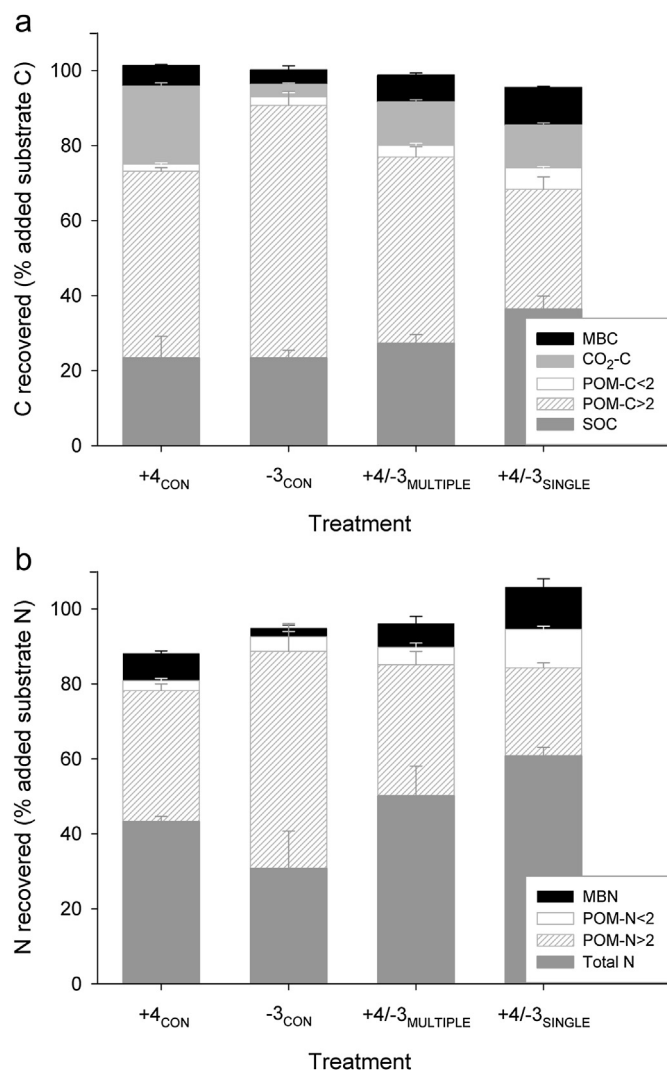 a
C recovered (% added substrate C)
100
80
60
40
20
0
MBC
CO₂-C
POM-C<2
POM-C>2
SOC
+4CON
-3CON
+4/-3MULTIPLE
+4/-3SINGLE
Treatment
b
N recovered (% added substrate N)
100
80
60
40
20
0
MBN
POM-N<2
POM-N>2
Total N
+4CON
-3CON
+4/-3MULTIPLE
+4/-3SINGLE
Treatment